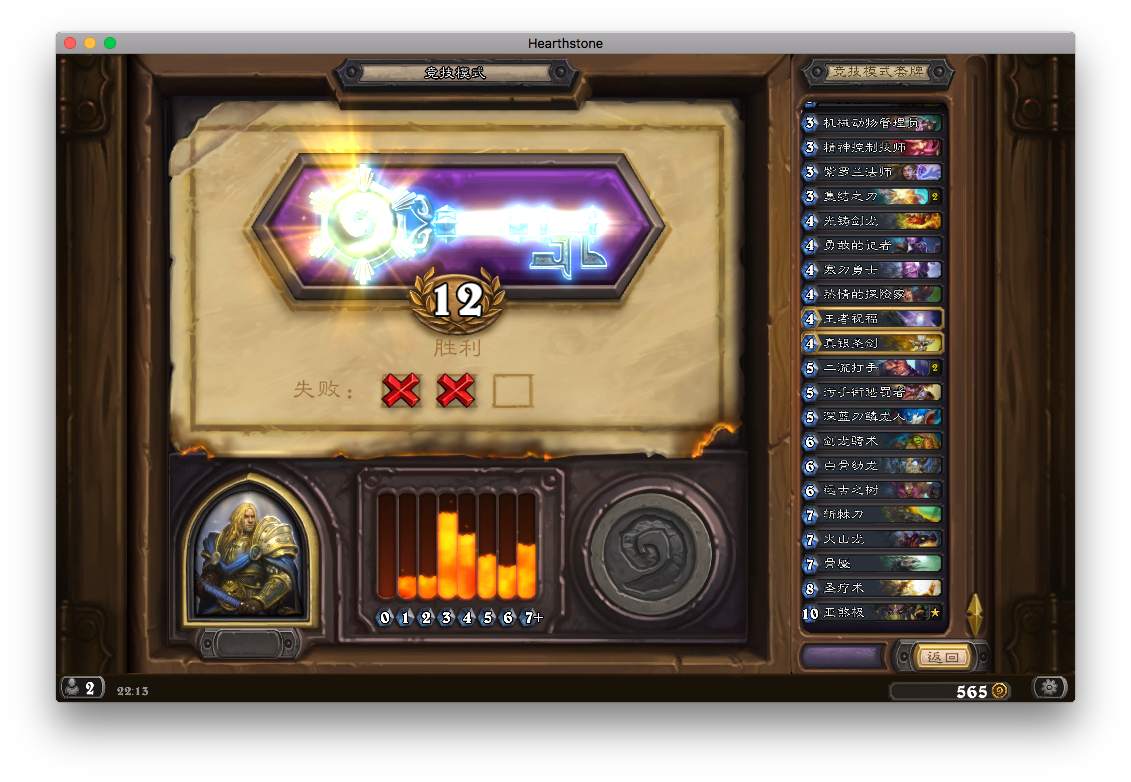 Hearthstone
竞技模式
竞技模式套牌
12
胜利
失败：
3 机械动物管理员
3 精神控制技师
3 紫罗兰法师
3 集结之刃 2
4 光铸剑龙
4 勇敢的记者
4 寒刃勇士
4 热情的探险家
4 王者祝福
4 真银圣剑
5 二流打手 2
5 污手街惩罚者
5 深蓝刃鳞龙人
6 剑龙骑术
6 白骨幼龙
6 远古之树
7 斩棘刀
7 火山龙
7 骨魇
8 圣疗术
10 亚煞极
0 1 2 3 4 5 6 7+
返回
2
22:13
565